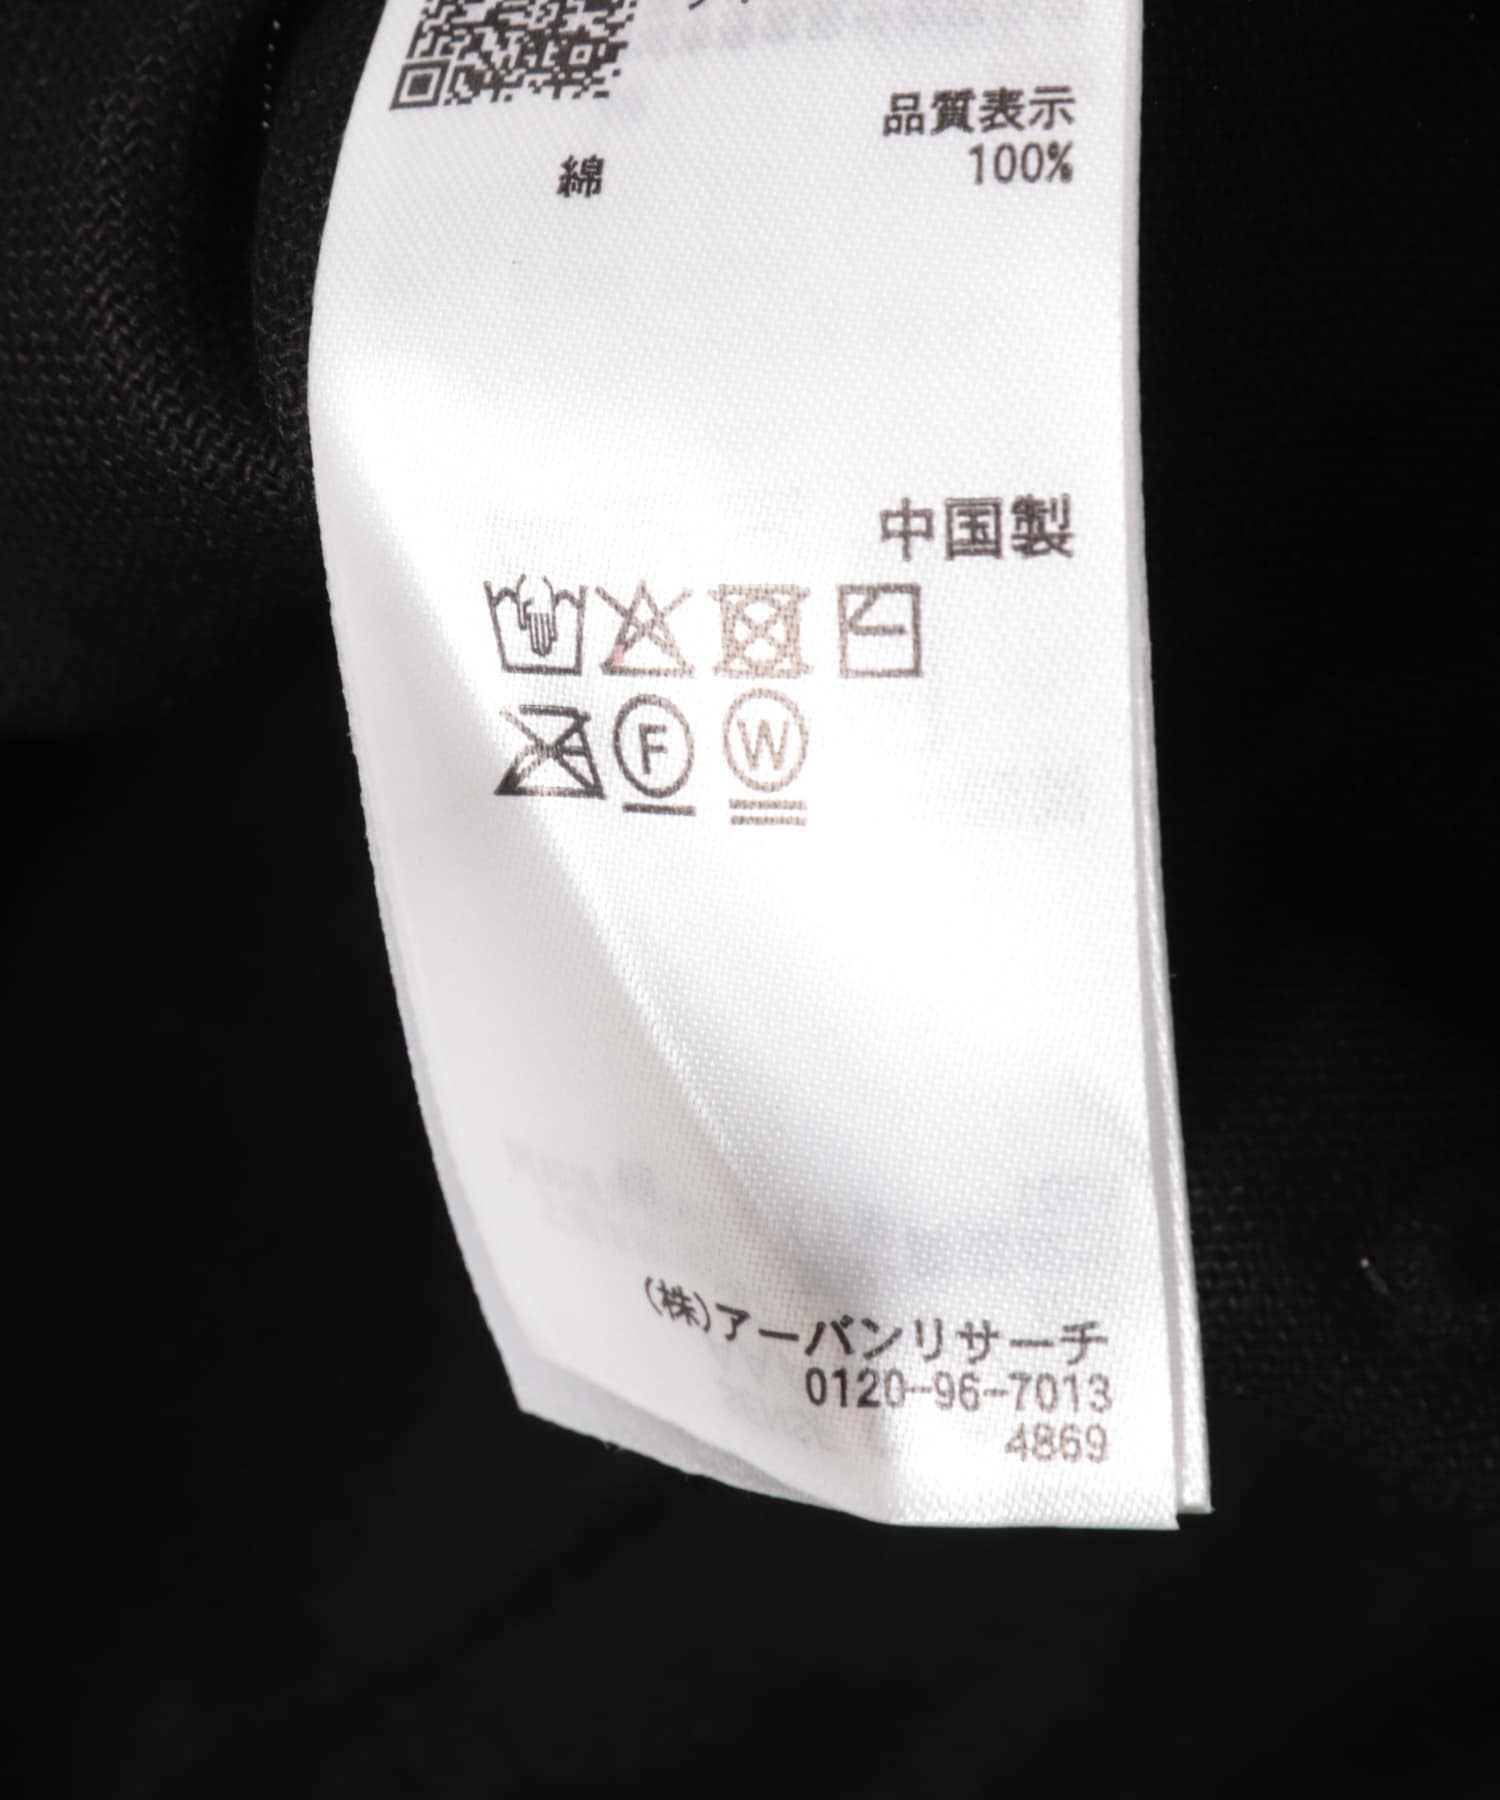 品質表示
綿 100%
中国製
F W
(株)アーバンリサーチ
0120-96-7013
4869